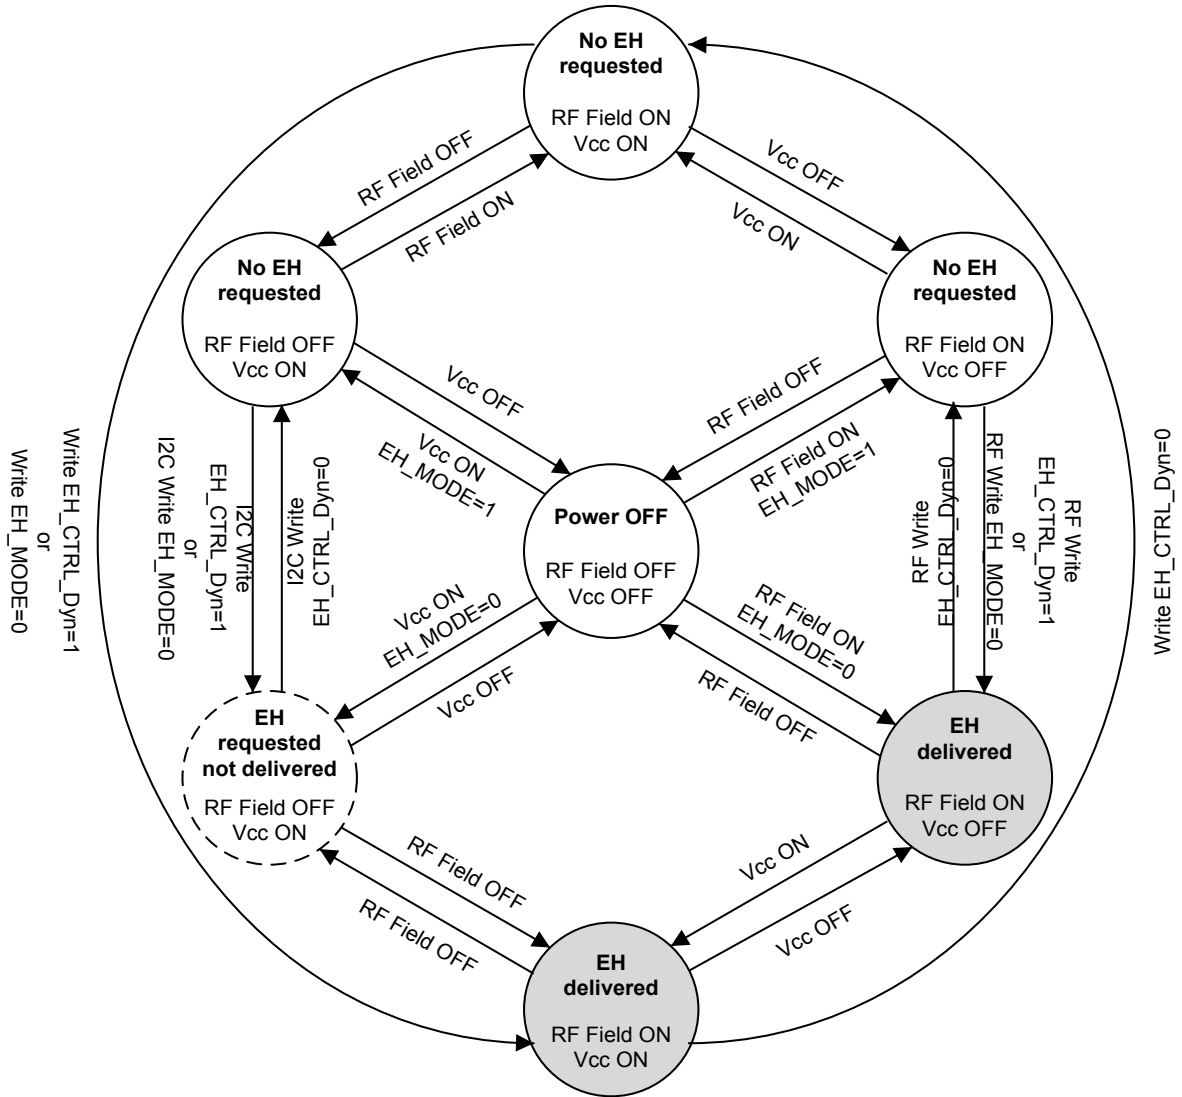 No EH
requested
RF Field ON
Vcc ON
RF Field OFF
RF Field ON
Vcc OFF
Vcc ON
No EH
requested
RF Field OFF
Vcc ON
No EH
requested
RF Field ON
Vcc OFF
Vcc OFF
Vcc ON
EH_MODE=1
RF Field OFF
RF Field ON
EH_MODE=1
Write EH_CTRL_Dyn=1
or
Write EH_MODE=0
I2C Write
EH_CTRL_Dyn=1
or
I2C Write EH_MODE=0
I2C Write
EH_CTRL_Dyn=0
Power OFF
RF Field OFF
Vcc OFF
RF Write
EH_CTRL_Dyn=0
RF Write
EH_CTRL_Dyn=1
or
RF Write EH_MODE=0
Write EH_CTRL_Dyn=0
Vcc ON
EH_MODE=0
Vcc OFF
RF Field ON
EH_MODE=0
RF Field OFF
EH
requested
not delivered
RF Field OFF
Vcc ON
EH
delivered
RF Field ON
Vcc OFF
RF Field OFF
RF Field OFF
Vcc ON
Vcc OFF
EH
delivered
RF Field ON
Vcc ON